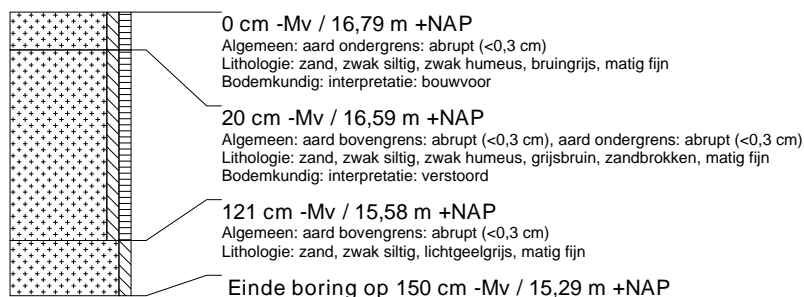 0 cm -Mv / 16,79 m +NAP
Algemeen: aard ondergrens: abrupt (<0,3 cm)
Lithologie: zand, zwak siltig, zwak humeus, bruingrijs, matig fijn
Bodemkundig: interpretatie: bouwvoor
20 cm -Mv / 16,59 m +NAP
Algemeen: aard bovengrens: abrupt (<0,3 cm), aard ondergrens: abrupt (<0,3 cm)
Lithologie: zand, zwak siltig, zwak humeus, grijsbruin, zandbrokken, matig fijn
Bodemkundig: interpretatie: verstoord
121 cm -Mv / 15,58 m +NAP
Algemeen: aard bovengrens: abrupt (<0,3 cm)
Lithologie: zand, zwak siltig, lichtgeelgrijs, matig fijn
Einde boring op 150 cm -Mv / 15,29 m +NAP